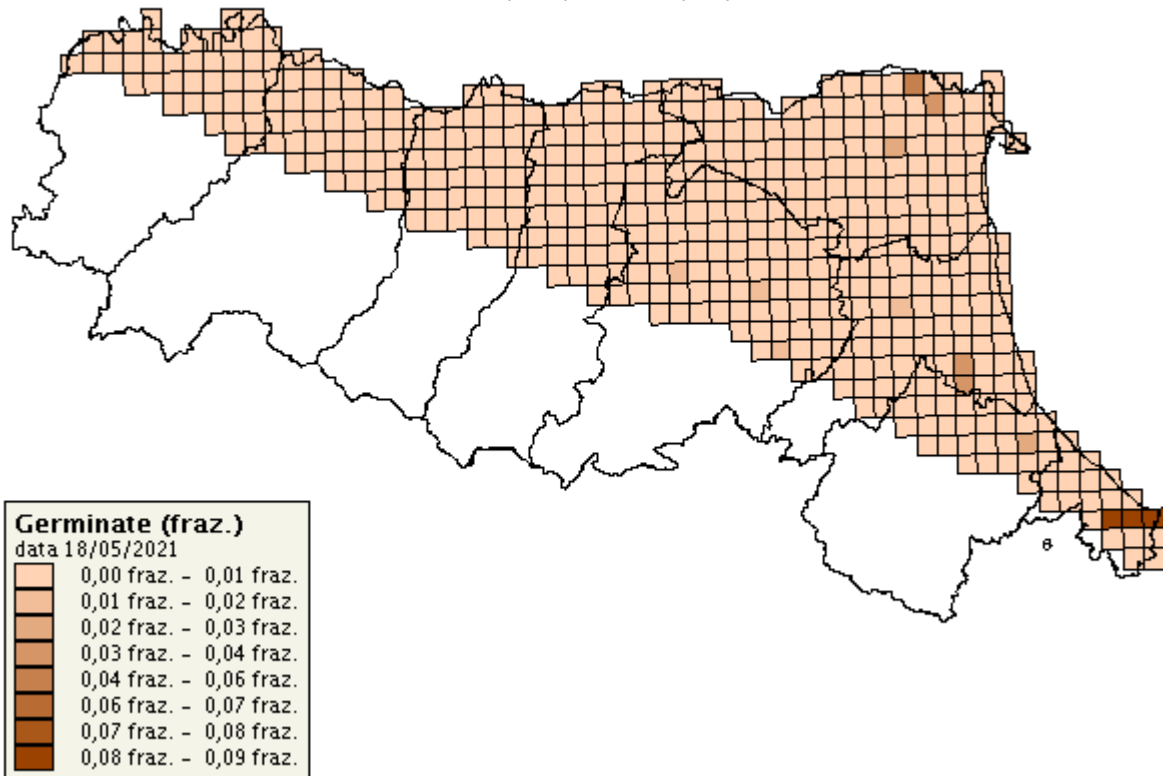 Germinate (fraz.)
data 18/05/2021
0,00 fraz. - 0,01 fraz.
0,01 fraz. - 0,02 fraz.
0,02 fraz. - 0,03 fraz.
0,03 fraz. - 0,04 fraz.
0,04 fraz. - 0,06 fraz.
0,06 fraz. - 0,07 fraz.
0,07 fraz. - 0,08 fraz.
0,08 fraz. - 0,09 fraz.